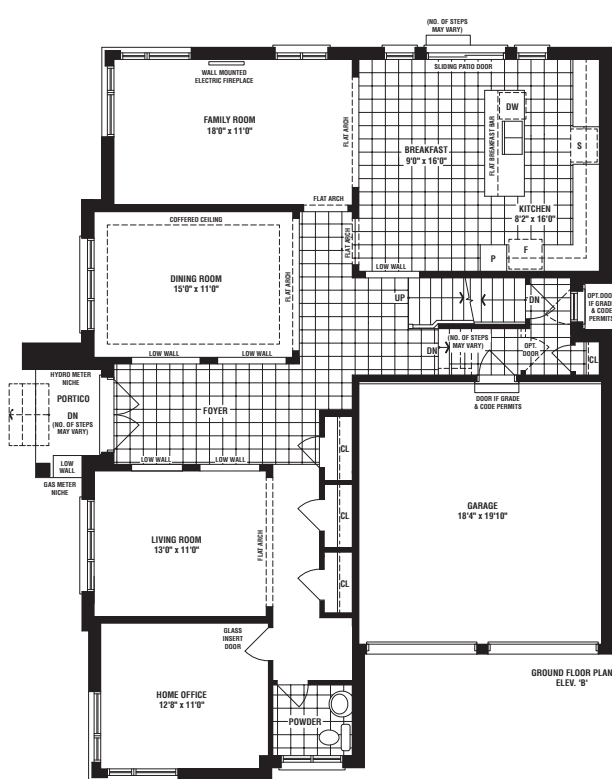 (NO. OF STEPS
MAY VARY)
SLIDING PATIO DOOR
WALL MOUNTED
ELECTRIC FIREPLACE
FAMILY ROOM
18'0" x 11'0"
FLAT ARCH
BREAKFAST
9'0" x 16'0"
FLAT BREAKFAST BAR
DW
S
KITCHEN
8'2" x 16'0"
P
F
FLAT ARCH
COFFERED CEILING
DINING ROOM
15'0" x 11'0"
FLAT ARCH
FLAT ARCH
LOW WALL
UP
DN
OPT.DOOR
IF GRADE
& CODE
PERMITS
(NO. OF STEPS
MAY VARY)
DN
OPT.
DOOR
CL
LOW WALL
LOW WALL
HYDRO METER
NICHE
PORTICO
DN
(NO. OF STEPS
MAY VARY)
LOW
WALL
GAS METER
NICHE
FOYER
LOW WALL
LOW WALL
DOOR IF GRADE
& CODE PERMITS
CL
CL
CL
GARAGE
18'4" x 19'10"
LIVING ROOM
13'0" x 11'0"
FLAT ARCH
GLASS
INSERT
DOOR
HOME OFFICE
12'8" x 11'0"
POWDER
GROUND FLOOR PLAN
ELEV. 'B'